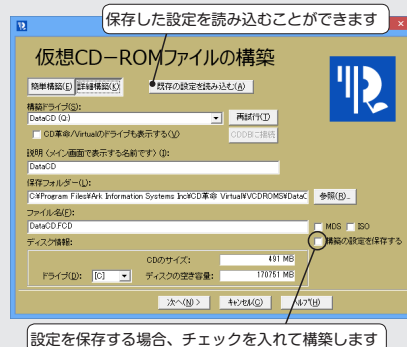 保存した設定を読み込むことができます
仮想CD－ROMファイルの構築
簡単構築(E) 詳細構築(K) 既存の設定を読み込む(A)
構築ドライブ(S):
DataCD (Q:) 再試行(T)
CD革命/Virtualのドライブも表示する(V) CDDBに接続
説明 (メイン画面で表示する名前です) (I):
DataCD
保存フォルダー(L):
C:¥Program Files¥Ark Information Systems Inc¥CD革命 Virtual¥VCDROMS¥DataC 参照(R)...
ファイル名(F):
DataCD.FCD MDS ISO
ディスク情報: 構築の設定を保存する
CDのサイズ: 491 MB
ドライブ(D): [C] ディスクの空き容量: 170751 MB
次へ(N) > キャンセル(C) ヘルプ(H)
設定を保存する場合、チェックを入れて構築します